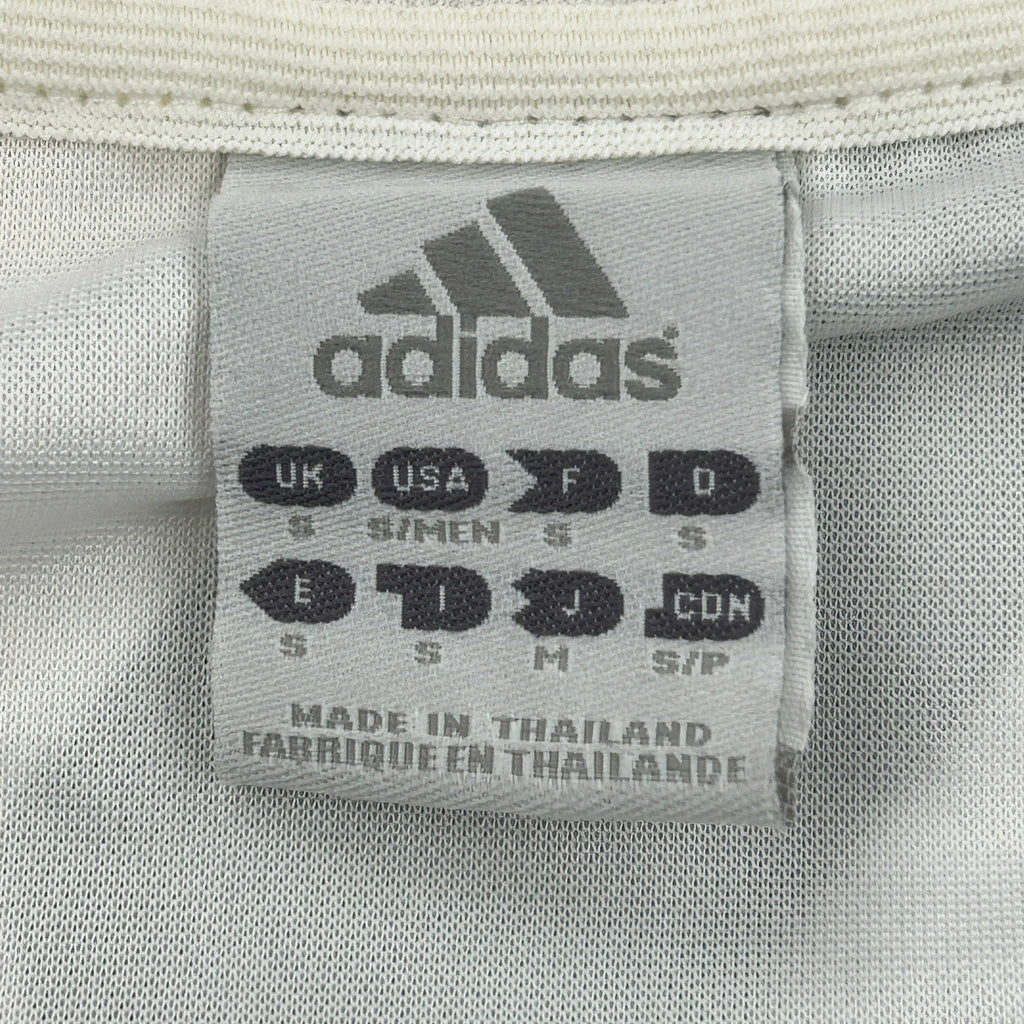 adidas®
UK USA F D
S S/MEN S S
E I J CDN
S S M S/P
MADE IN THAILAND
FABRIQUE EN THAILANDE